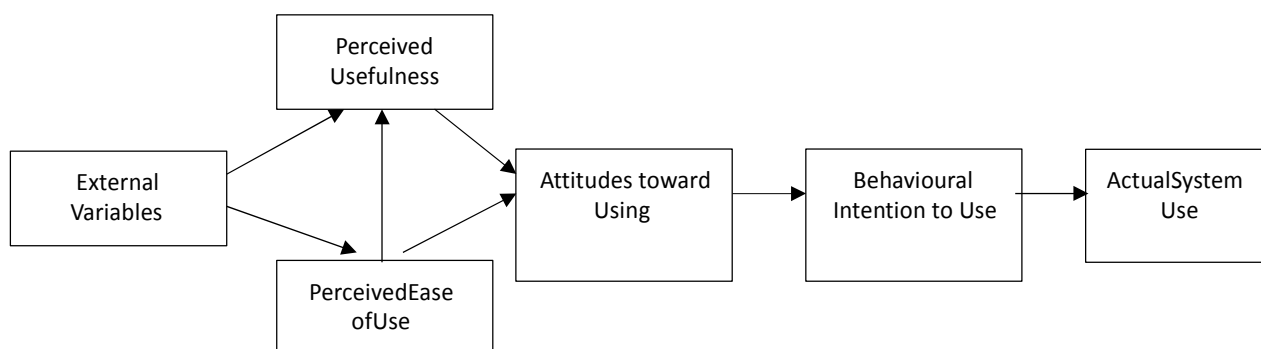 Perceived
Usefulness
External
Variables
PerceivedEase
ofUse
Attitudes toward
Using
Behavioural
Intention to Use
ActualSystem
Use